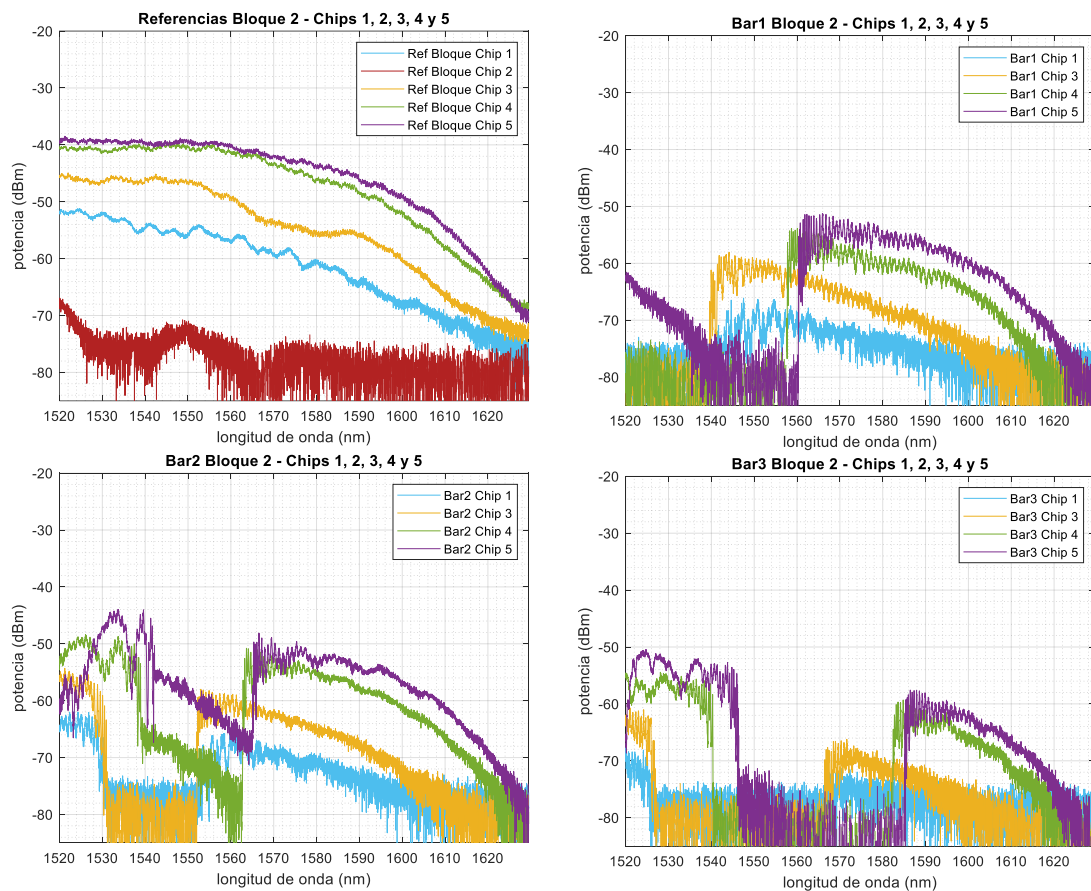 Referencias Bloque 2 - Chips 1, 2, 3, 4 y 5
-20
-30
-40
-50
-60
-70
-80
potencia (dBm)
Ref Bloque Chip 1
Ref Bloque Chip 2
Ref Bloque Chip 3
Ref Bloque Chip 4
Ref Bloque Chip 5
1520 1530 1540 1550 1560 1570 1580 1590 1600 1610 1620
longitud de onda (nm)
Bar1 Bloque 2 - Chips 1, 2, 3, 4 y 5
-20
-30
-40
-50
-60
-70
-80
potencia (dBm)
Bar1 Chip 1
Bar1 Chip 3
Bar1 Chip 4
Bar1 Chip 5
1520 1530 1540 1550 1560 1570 1580 1590 1600 1610 1620
longitud de onda (nm)
Bar2 Bloque 2 - Chips 1, 2, 3, 4 y 5
-20
-30
-40
-50
-60
-70
-80
potencia (dBm)
Bar2 Chip 1
Bar2 Chip 3
Bar2 Chip 4
Bar2 Chip 5
1520 1530 1540 1550 1560 1570 1580 1590 1600 1610 1620
longitud de onda (nm)
Bar3 Bloque 2 - Chips 1, 2, 3, 4 y 5
-20
-30
-40
-50
-60
-70
-80
potencia (dBm)
Bar3 Chip 1
Bar3 Chip 3
Bar3 Chip 4
Bar3 Chip 5
1520 1530 1540 1550 1560 1570 1580 1590 1600 1610 1620
longitud de onda (nm)